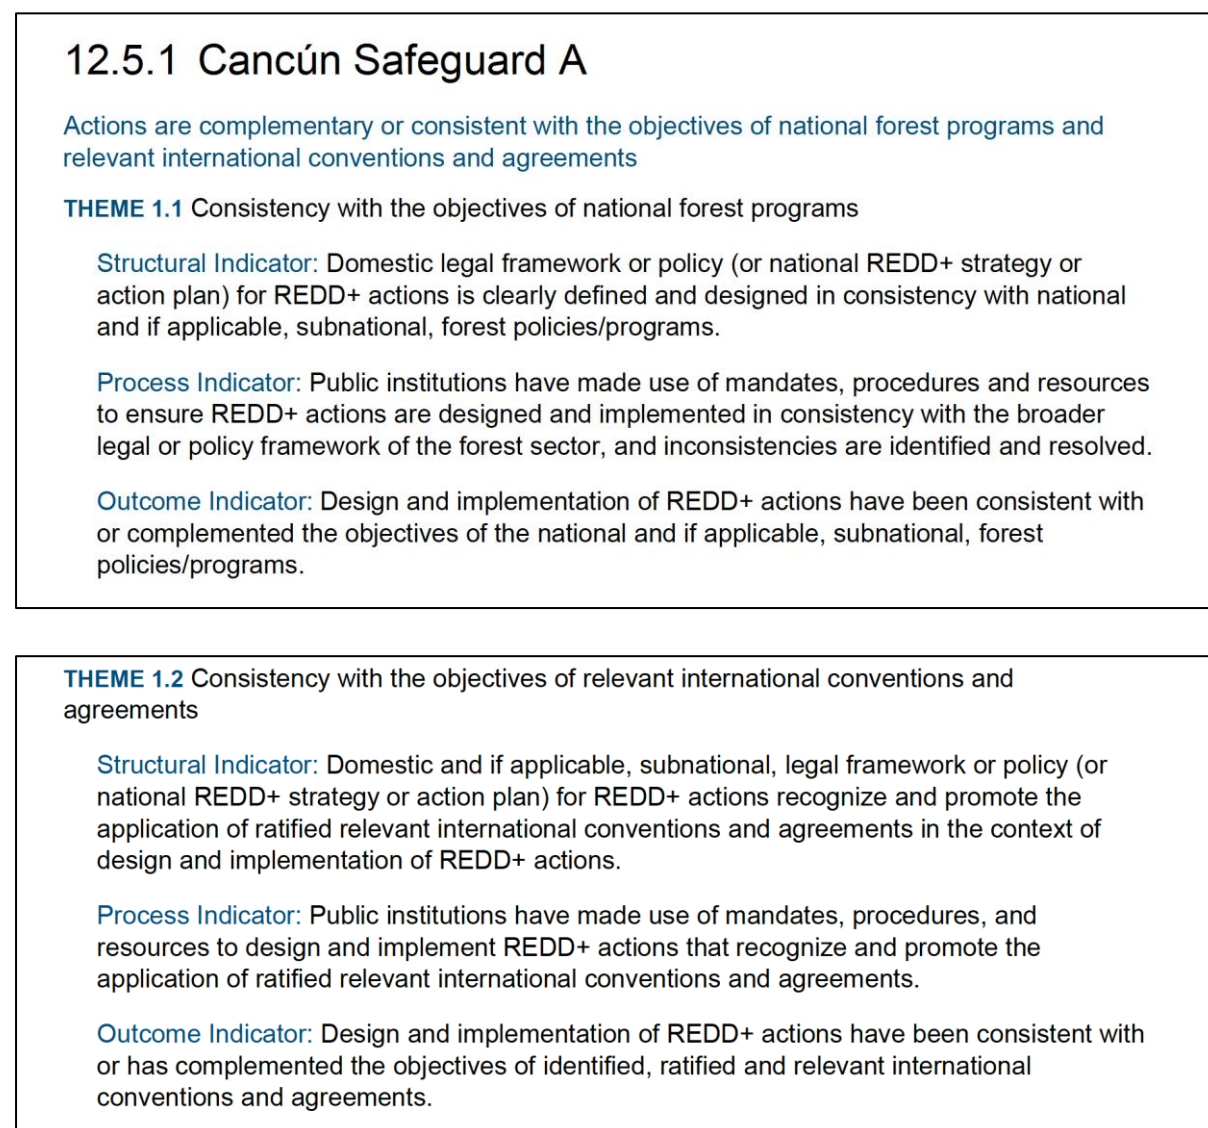 12.5.1 Cancún Safeguard A
Actions are complementary or consistent with the objectives of national forest programs and
relevant international conventions and agreements
THEME 1.1 Consistency with the objectives of national forest programs
Structural Indicator: Domestic legal framework or policy (or national REDD+ strategy or
action plan) for REDD+ actions is clearly defined and designed in consistency with national
and if applicable, subnational, forest policies/programs.
Process Indicator: Public institutions have made use of mandates, procedures and resources
to ensure REDD+ actions are designed and implemented in consistency with the broader
legal or policy framework of the forest sector, and inconsistencies are identified and resolved.
Outcome Indicator: Design and implementation of REDD+ actions have been consistent with
or complemented the objectives of the national and if applicable, subnational, forest
policies/programs.
THEME 1.2 Consistency with the objectives of relevant international conventions and
agreements
Structural Indicator: Domestic and if applicable, subnational, legal framework or policy (or
national REDD+ strategy or action plan) for REDD+ actions recognize and promote the
application of ratified relevant international conventions and agreements in the context of
design and implementation of REDD+ actions.
Process Indicator: Public institutions have made use of mandates, procedures, and
resources to design and implement REDD+ actions that recognize and promote the
application of ratified relevant international conventions and agreements.
Outcome Indicator: Design and implementation of REDD+ actions have been consistent with
or has complemented the objectives of identified, ratified and relevant international
conventions and agreements.